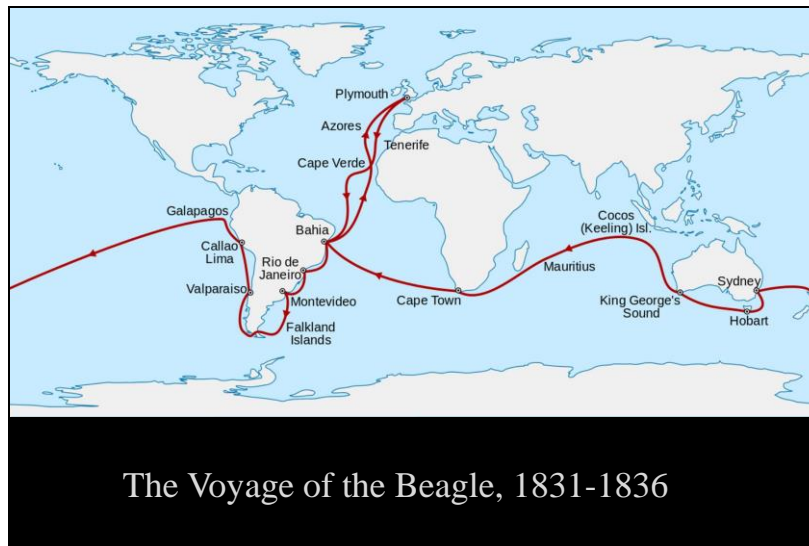 Plymouth
Azores
Tenerife
Cape Verde
Galapagos
Bahia
Callao
Lima
Rio de
Janeiro
Valparaiso
Montevideo
Falkland
Islands
Cape Town
Mauritius
Cocos
(Keeling) Isl.
King George's
Sound
Sydney
Hobart
The Voyage of the Beagle, 1831-1836